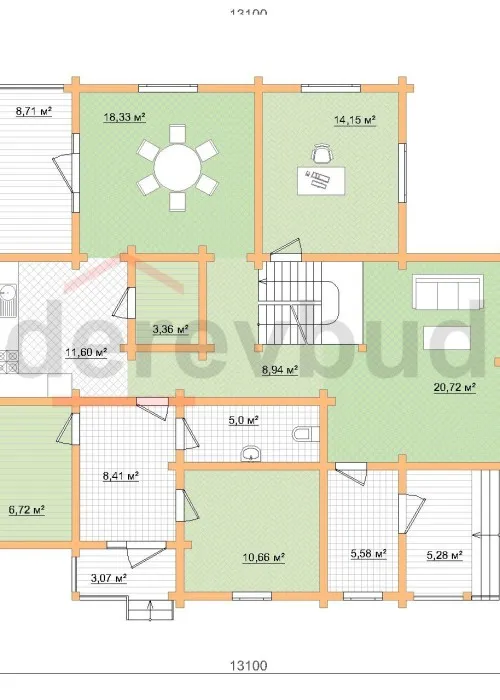 13100
8,71 м²
18,33 м²
14,15 м²
3,36 м²
derevbud
11,60 м²
8,94 м²
20,72 м²
5,0 м²
8,41 м²
6,72 м²
10,66 м²
5,58 м²
5,28 м²
3,07 м²
13100